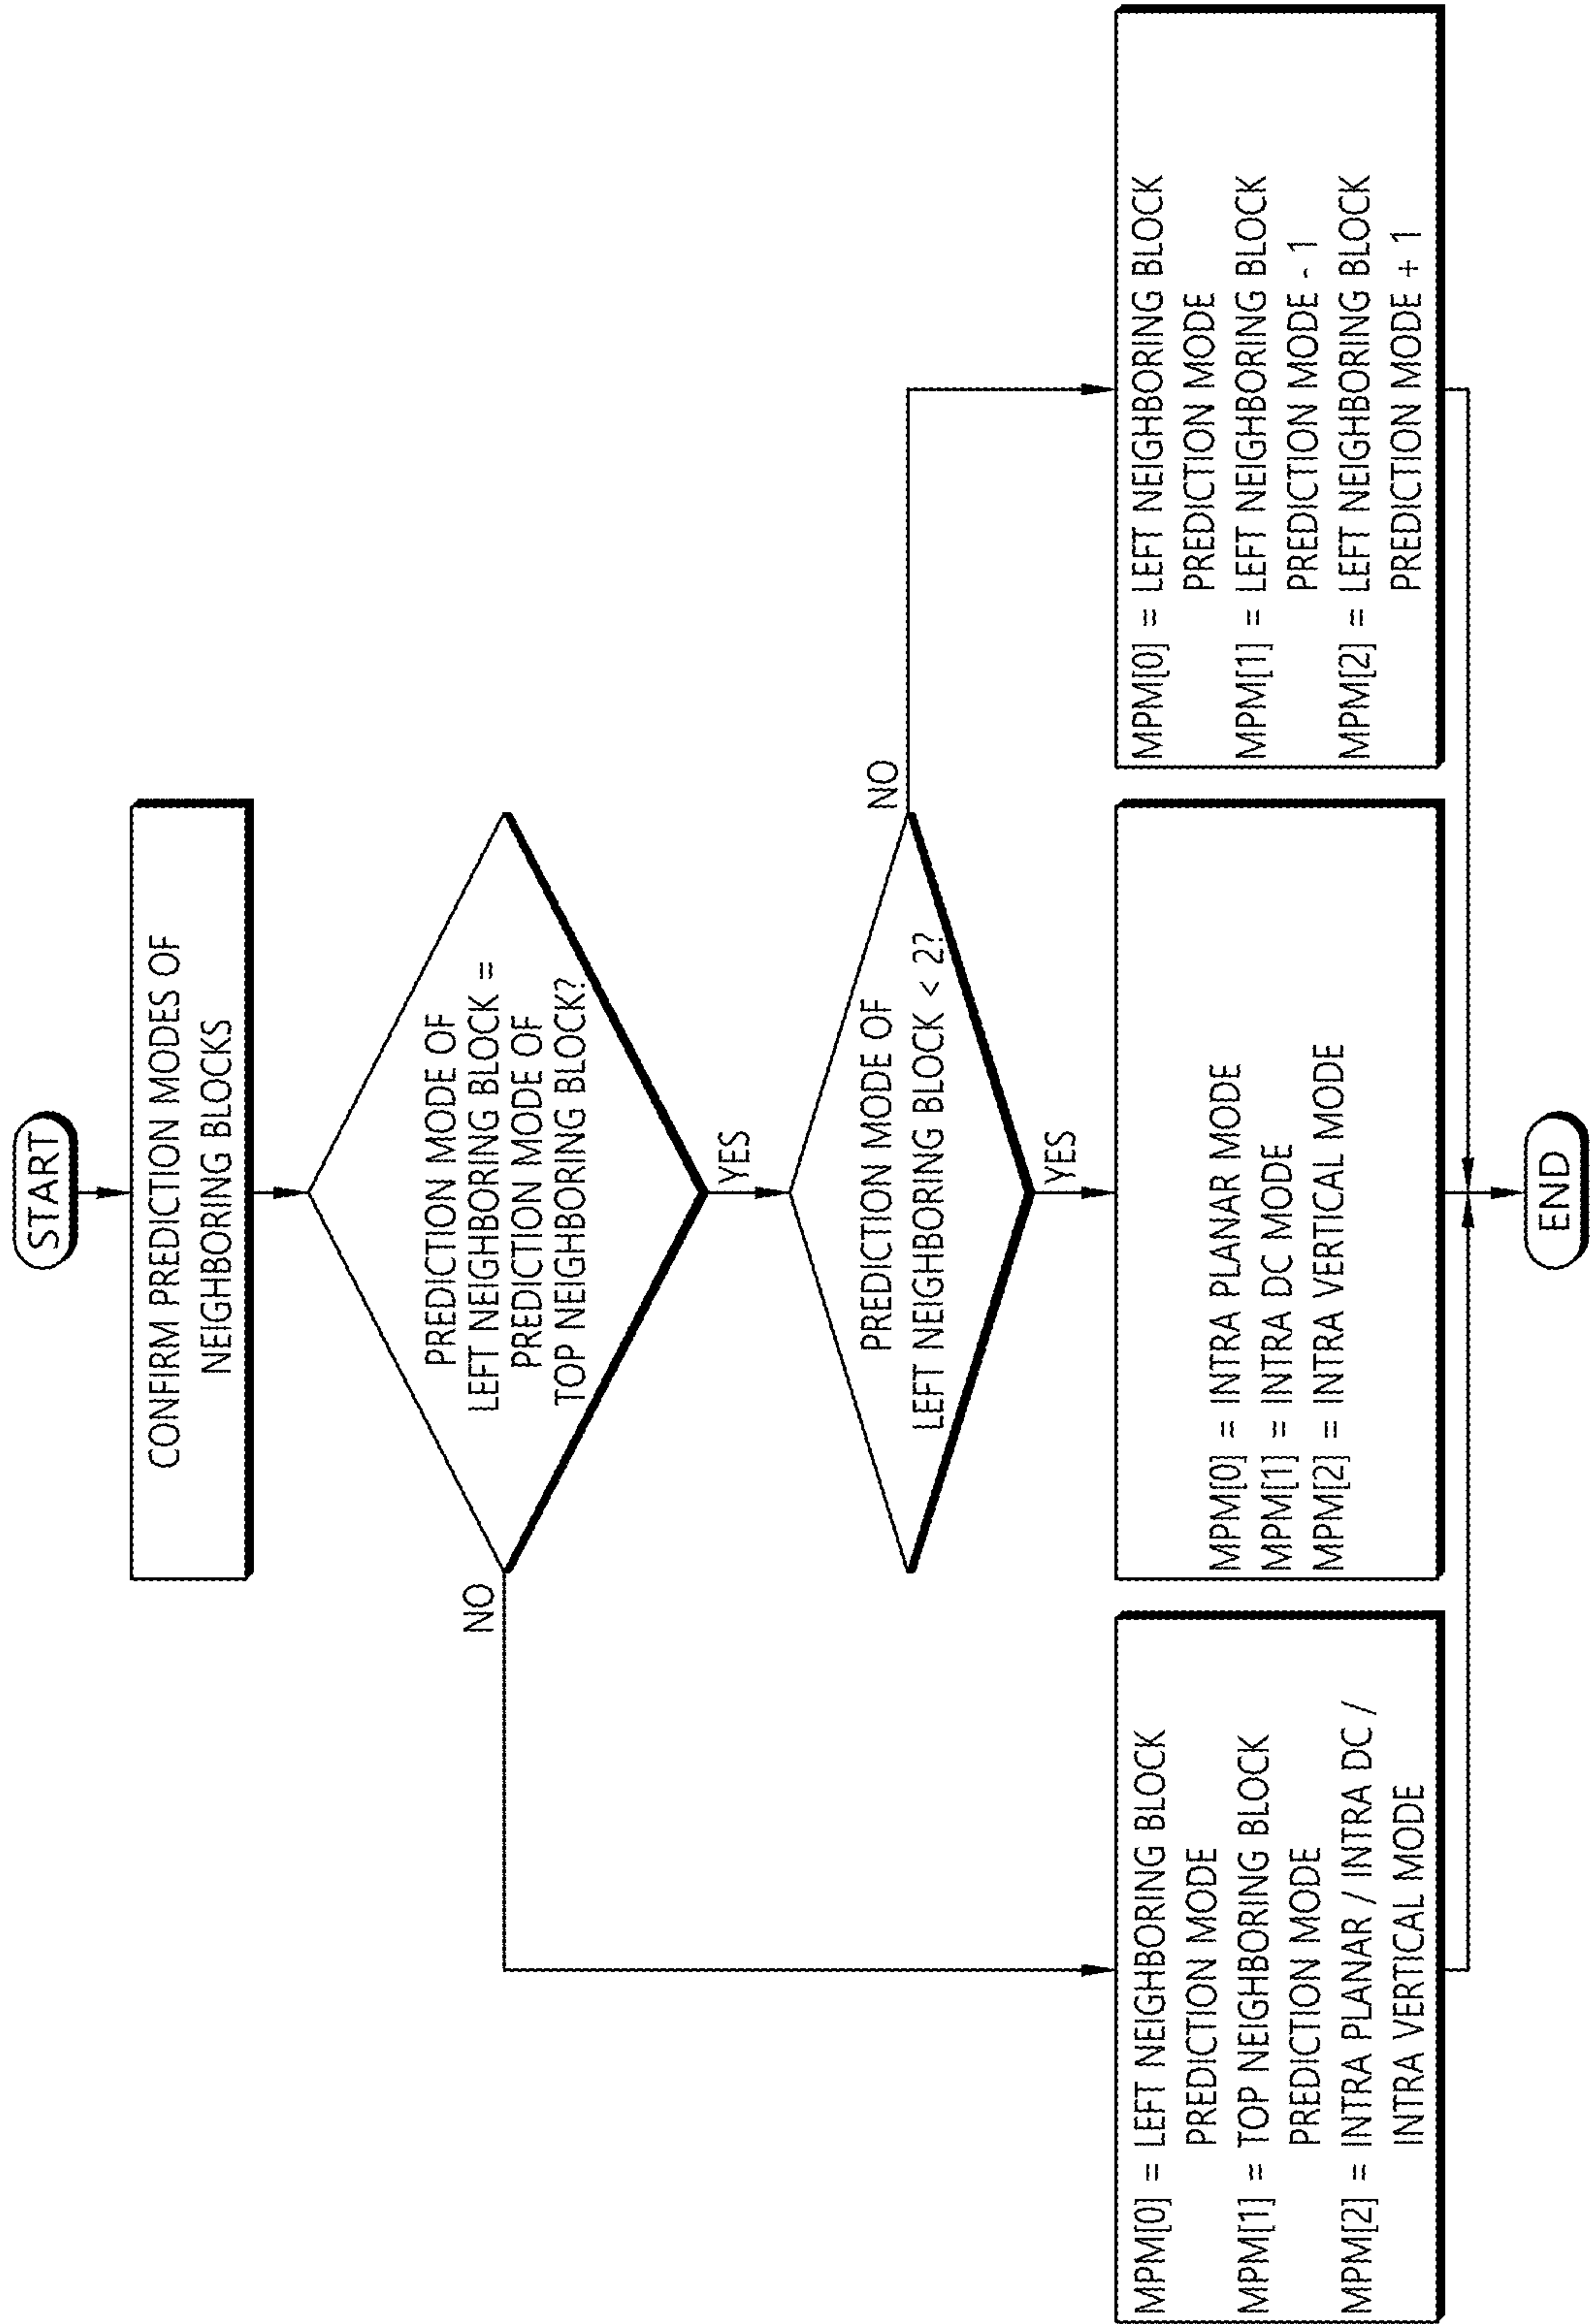 START
CONFIRM PREDICTION MODES OF
NEIGHBORING BLOCKS
PREDICTION MODE OF
LEFT NEIGHBORING BLOCK =
PREDICTION MODE OF
TOP NEIGHBORING BLOCK?
NO
YES
PREDICTION MODE OF
LEFT NEIGHBORING BLOCK < 2?
NO
YES
MPM[0] = LEFT NEIGHBORING BLOCK
PREDICTION MODE
MPM[1] = TOP NEIGHBORING BLOCK
PREDICTION MODE
MPM[2] = INTRA PLANAR / INTRA DC /
INTRA VERTICAL MODE
MPM[0] = INTRA PLANAR MODE
MPM[1] = INTRA DC MODE
MPM[2] = INTRA VERTICAL MODE
MPM[0] = LEFT NEIGHBORING BLOCK
PREDICTION MODE
MPM[1] = LEFT NEIGHBORING BLOCK
PREDICTION MODE - 1
MPM[2] = LEFT NEIGHBORING BLOCK
PREDICTION MODE + 1
END